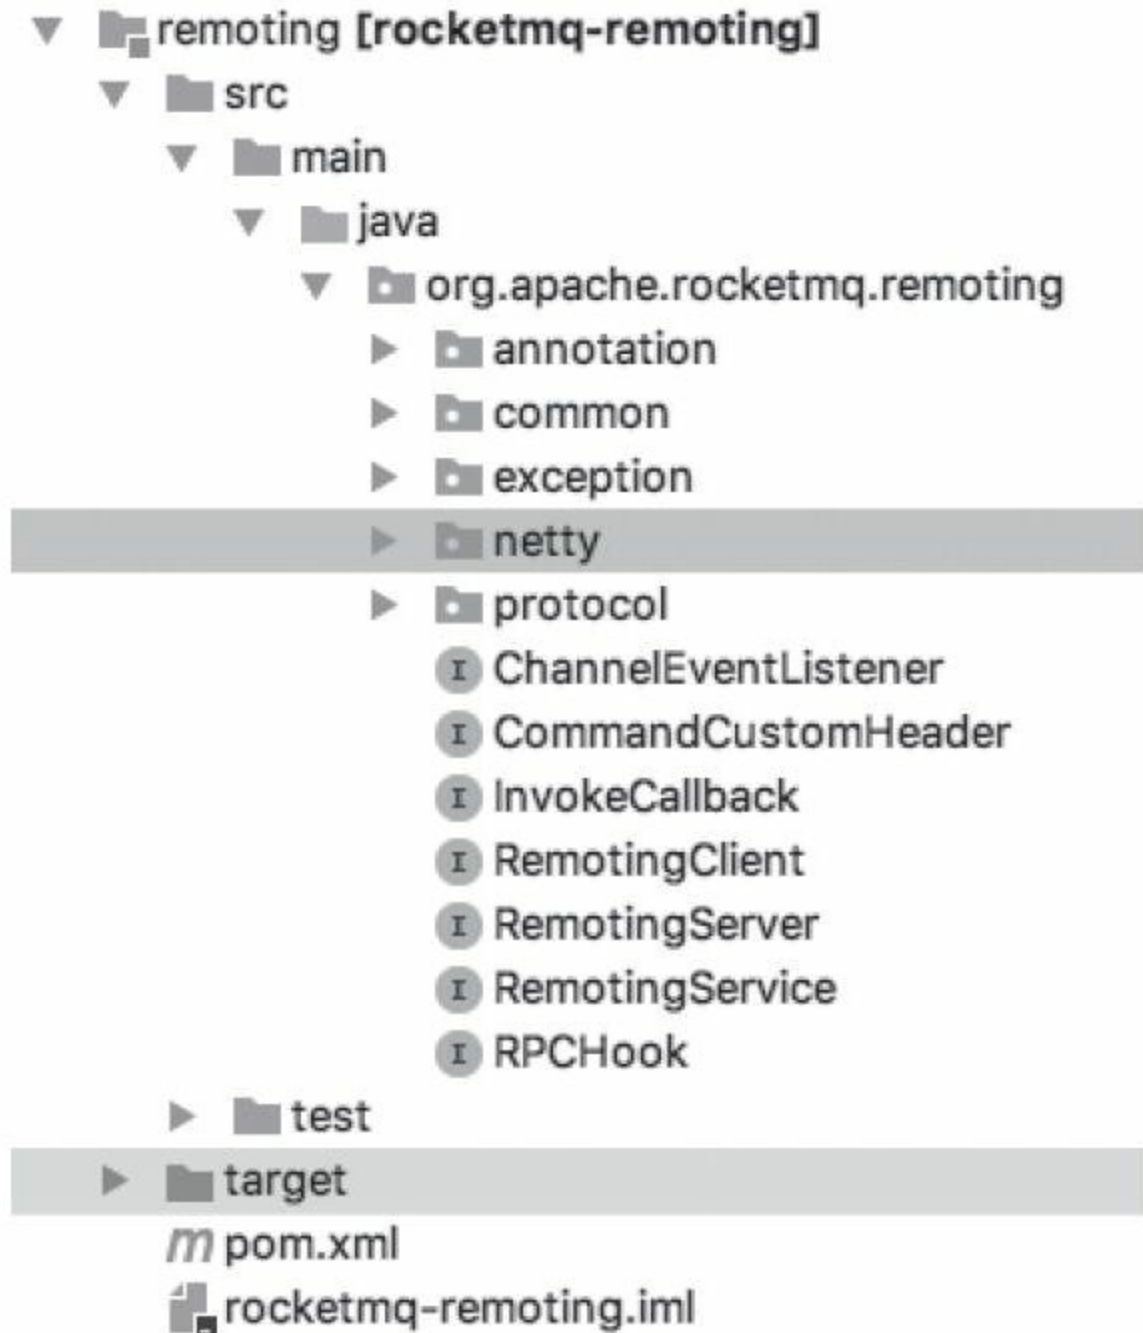 remoting [rocketmq-remoting]
src
main
java
org.apache.rocketmq.remoting
annotation
common
exception
netty
protocol
ChannelEventListener
CommandCustomHeader
InvokeCallback
RemotingClient
RemotingServer
RemotingService
RPCHook
test
target
pom.xml
rocketmq-remoting.iml